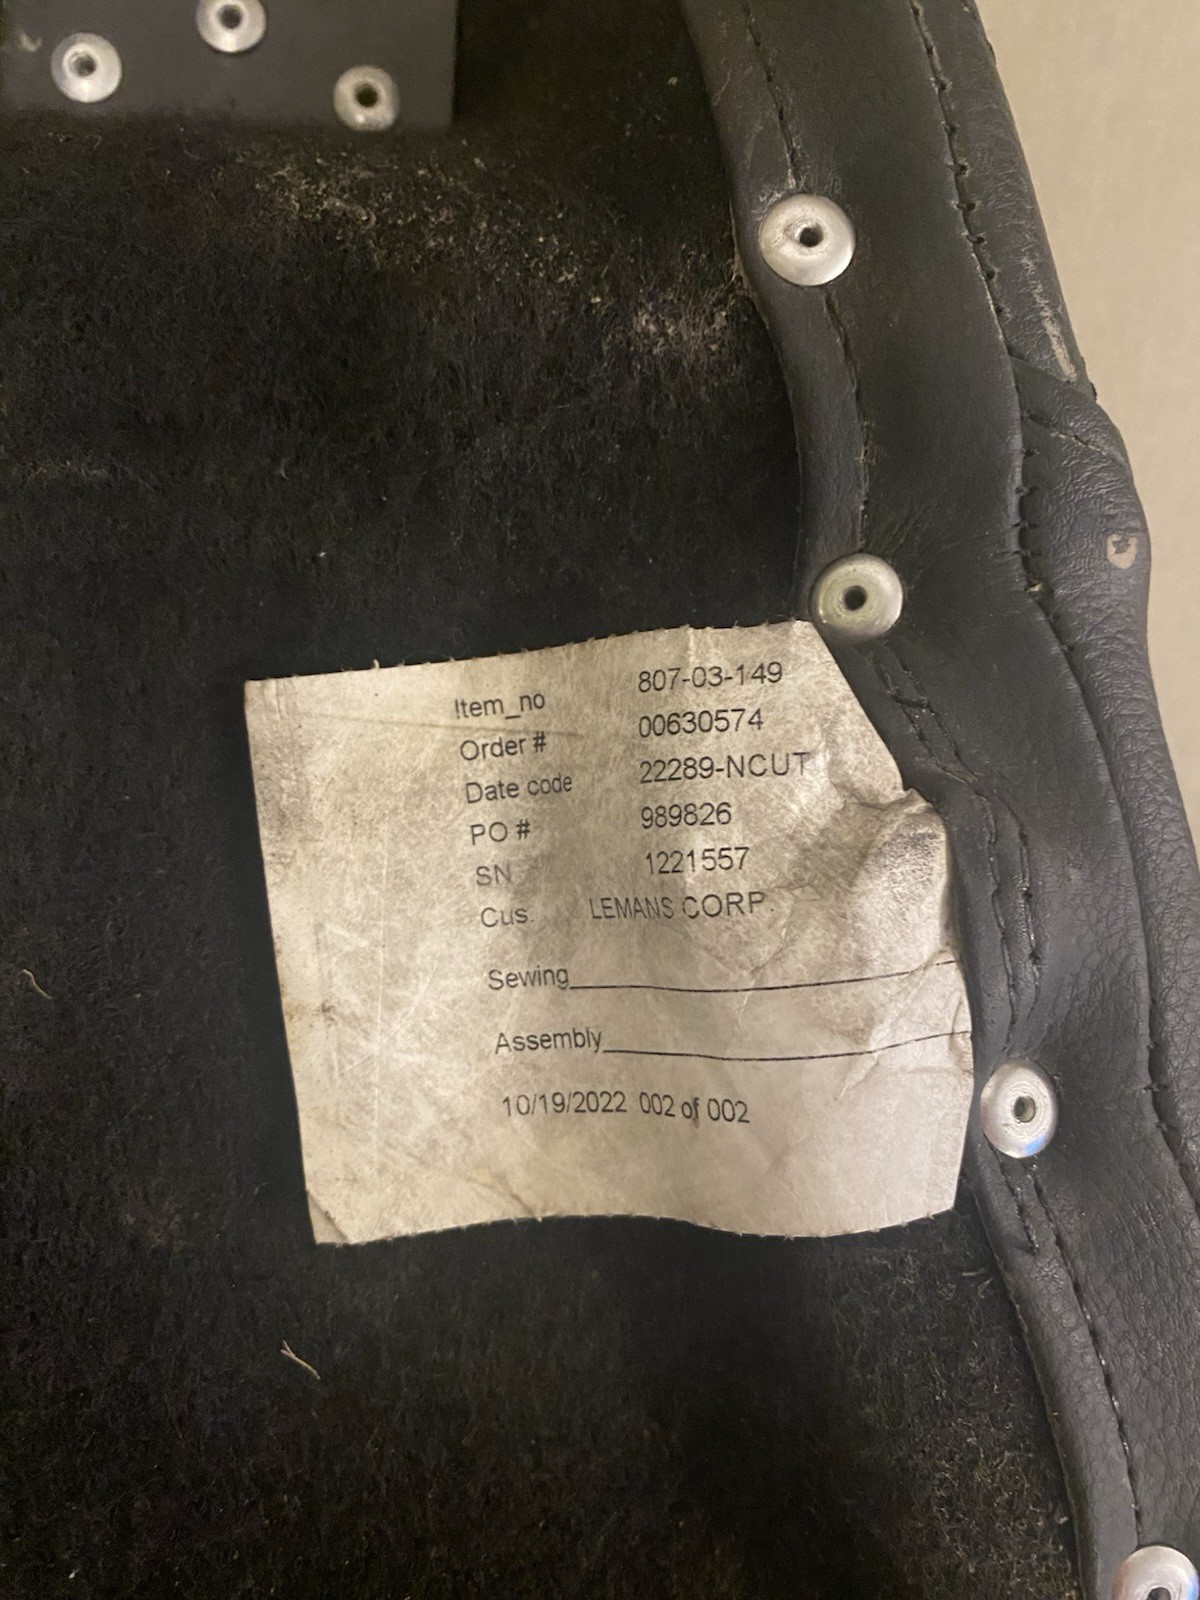 Item_no 807-03-149
Order # 00630574
Date code 22289-NCUT
PO # 989826
SN 1221557
Cus. LEMANS CORP.
Sewing
Assembly
10/19/2022 002 of 002